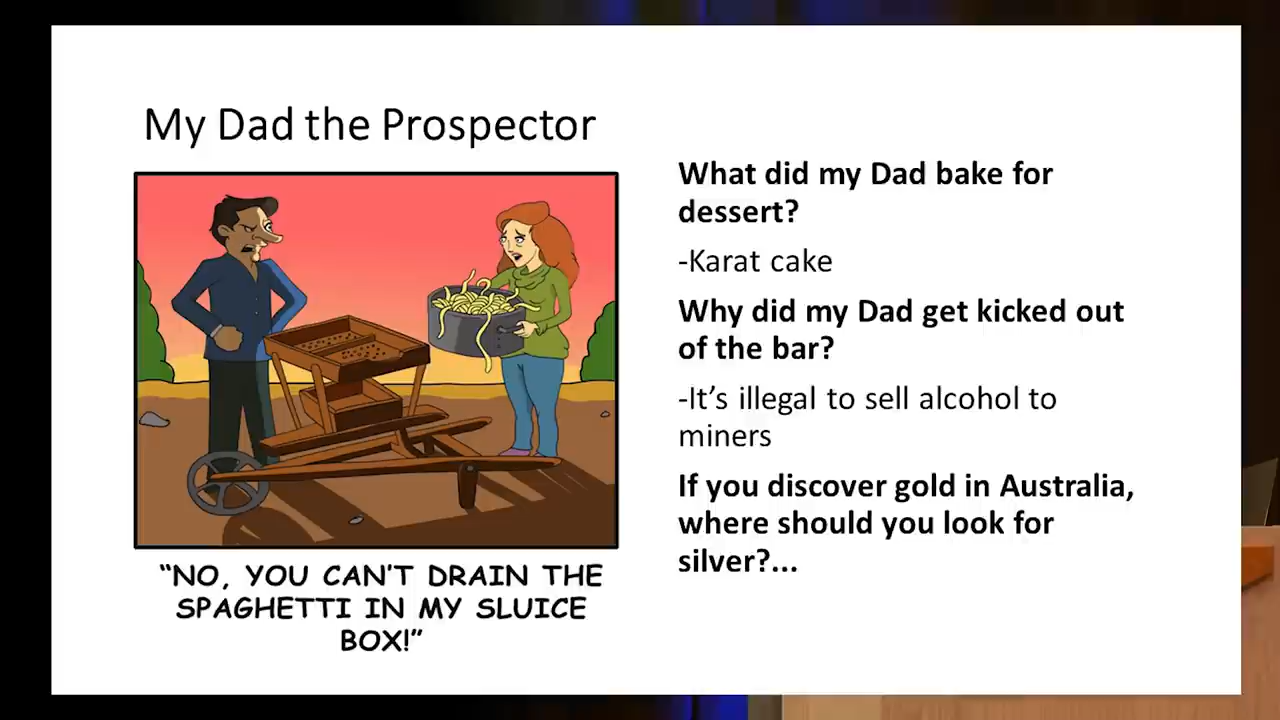 My Dad the Prospector
"NO, YOU CAN'T DRAIN THE
SPAGHETTI IN MY SLUICE
BOX!"
What did my Dad bake for
dessert?
-Karat cake
Why did my Dad get kicked out
of the bar?
-It's illegal to sell alcohol to
miners
If you discover gold in Australia,
where should you look for
silver?...